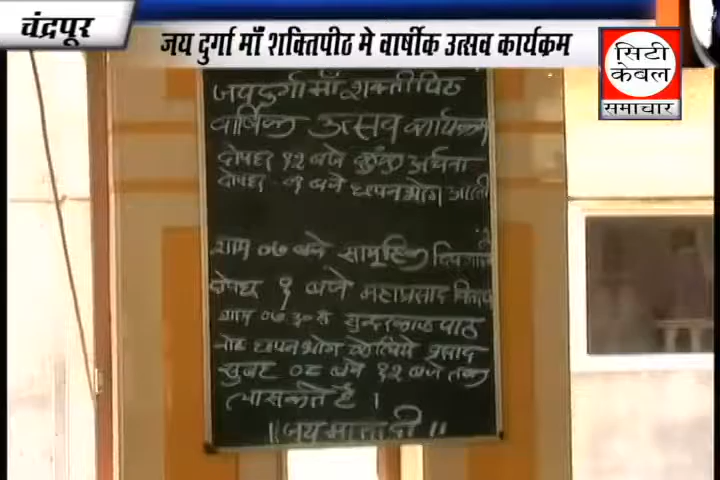 चंद्रपूर
जय दुर्गा माँ शक्तिपीठ मे वार्षीक उत्सव कार्यक्रम
सिटी
केबल
समाचार
जय दुर्गा माँ शक्तीपिठ
वार्षिक उत्सव कार्यक्रम
दोपहर १२ बजे अर्चना
दोपहर १ बजे छप्पनभोग आरती
शाम ०७ बजे सामूहिक
दोपहर १ बजे महाप्रसाद
शाम ०७.३० से सुन्दरकाण्ड पाठ
नोट छप्पनभोग के लिये प्रसाद
सुबह ०८ बजे १२ बजे तक
ला सकते है ।
॥ जय माता दी ॥